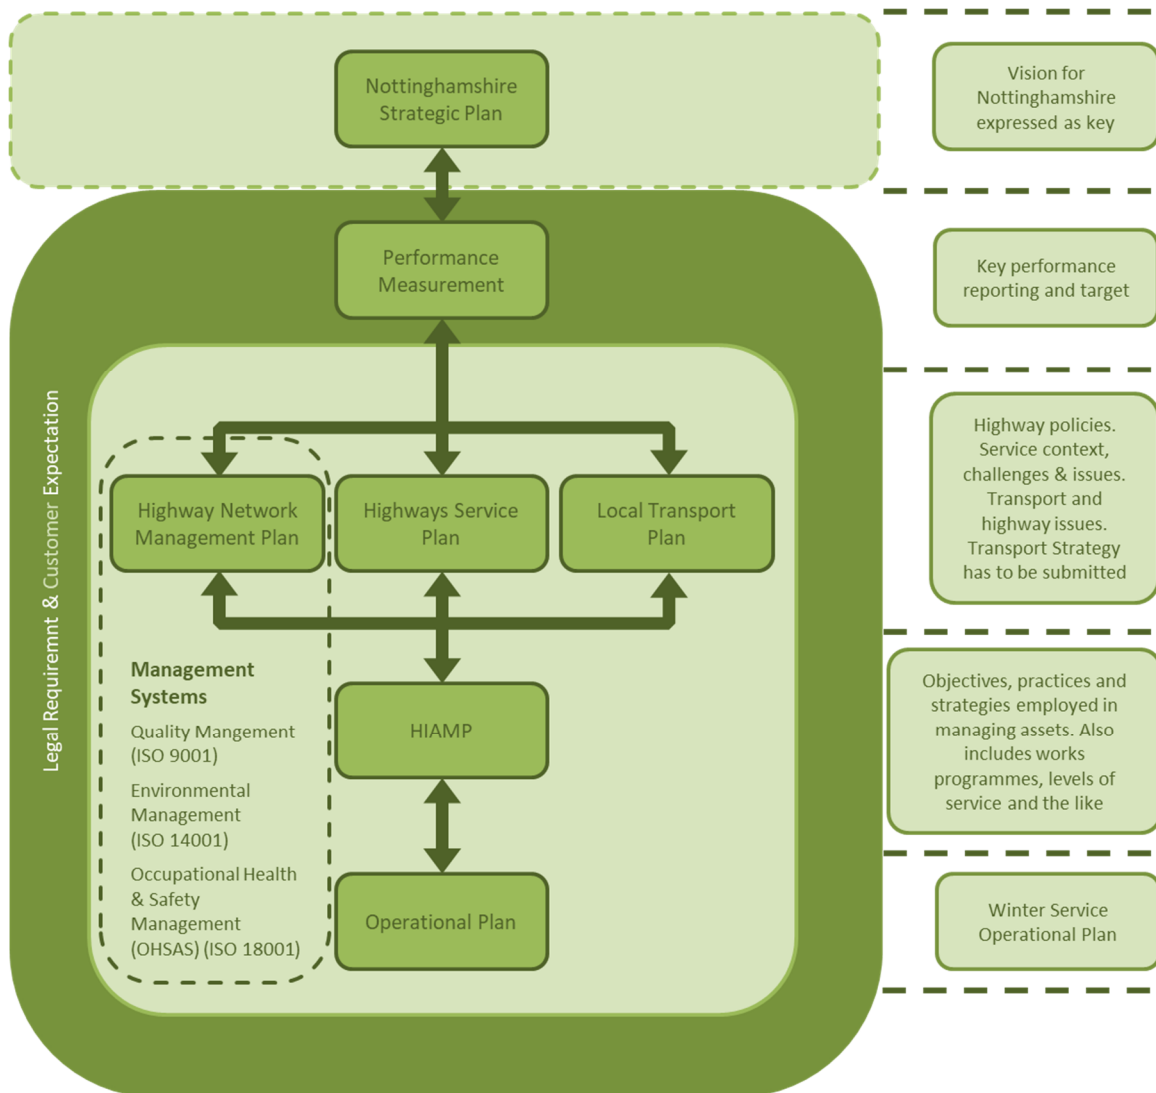 Nottinghamshire
Strategic Plan
Vision for
Nottinghamshire
expressed as key
Performance
Measurement
Key performance
reporting and target
Legal Requiremnt & Customer Expectation
Highway Network
Management Plan
Highways Service
Plan
Local Transport
Plan
Highway policies.
Service context,
challenges & issues.
Transport and
highway issues.
Transport Strategy
has to be submitted
Management
Systems
Quality Mangement
(ISO 9001)
Environmental
Management
(ISO 14001)
Occupational Health
& Safety
Management
(OHSAS) (ISO 18001)
HIAMP
Objectives, practices and
strategies employed in
managing assets. Also
includes works
programmes, levels of
service and the like
Operational Plan
Winter Service
Operational Plan